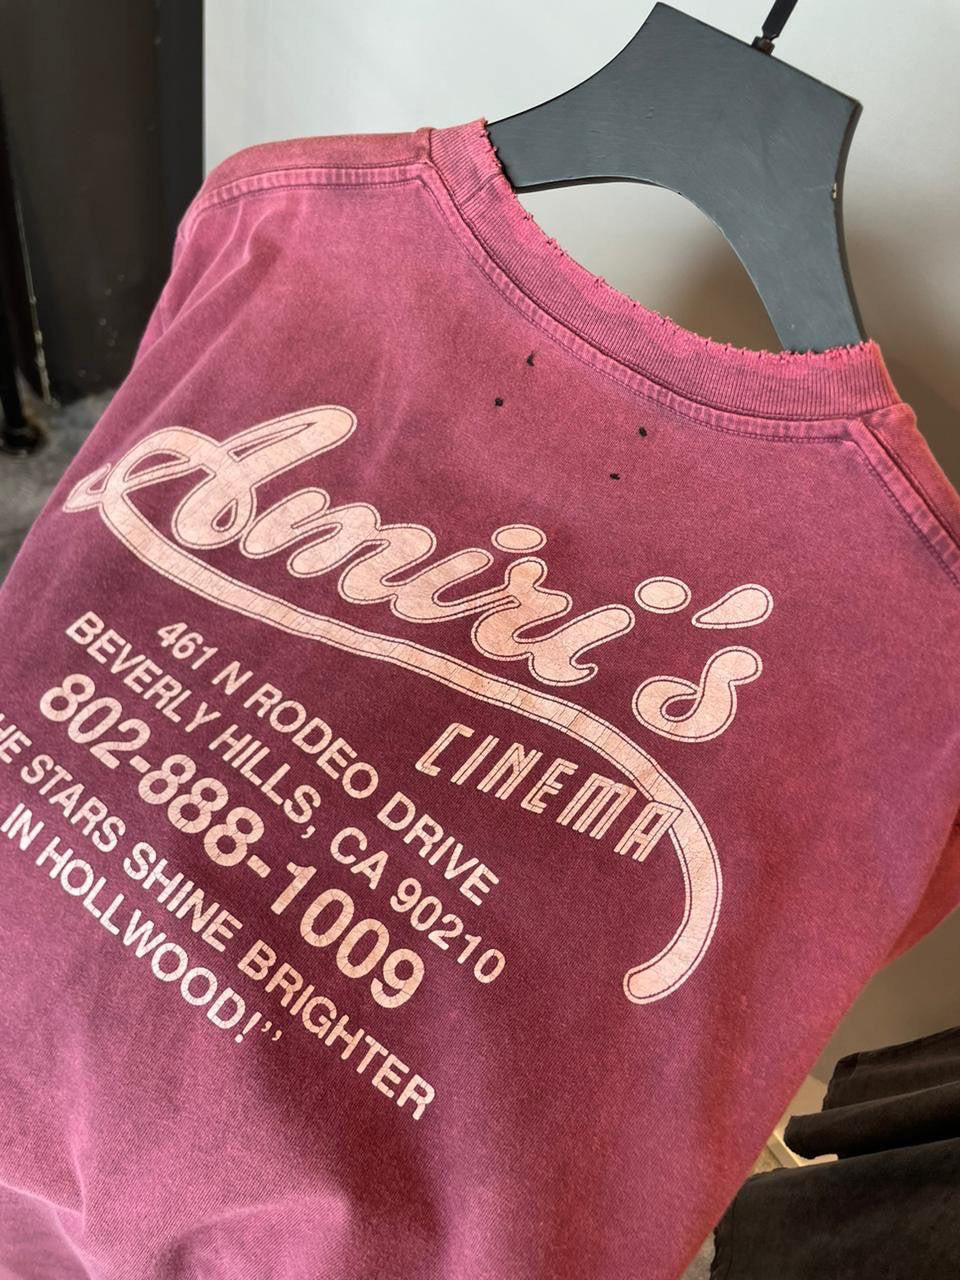 Amiri's
CINEMA
461 N RODEO DRIVE
BEVERLY HILLS, CA 90210
802-888-1009
HE STARS SHINE BRIGHTER
IN HOLLWOOD!”